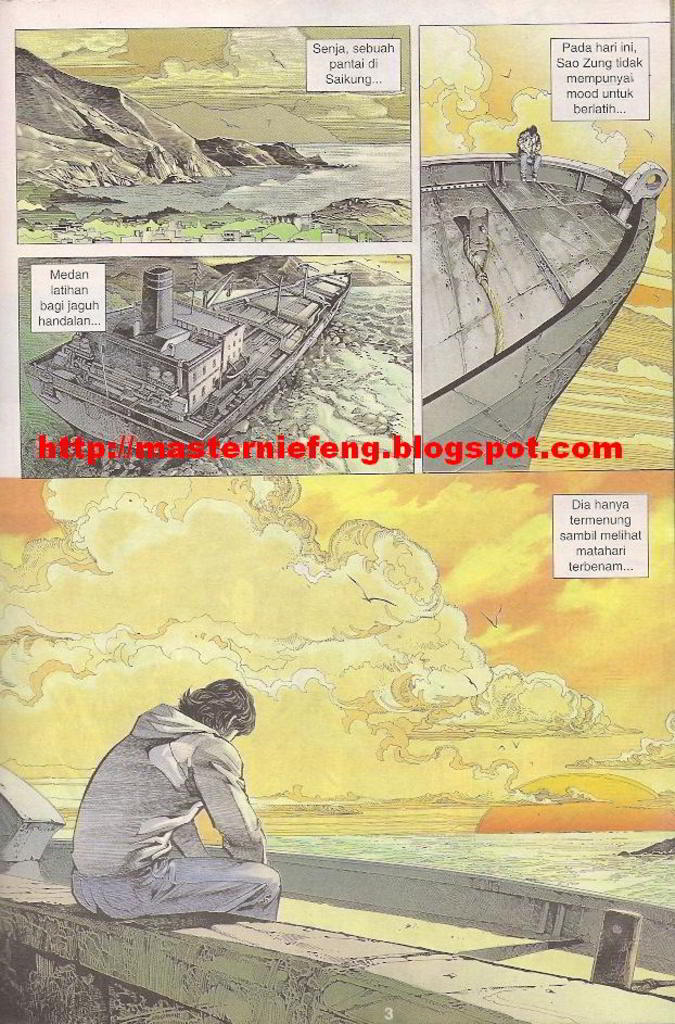 Senja, sebuah
pantai di
Saikung...
Medan
latihan
bagi jaguh
handalan...
Pada hari ini,
Sao Zung tidak
mempunyai
mood untuk
berlatih...
http://masterniefeng.blogspot.com
Dia hanya
termenung
sambil melihat
matahari
terbenam...
3